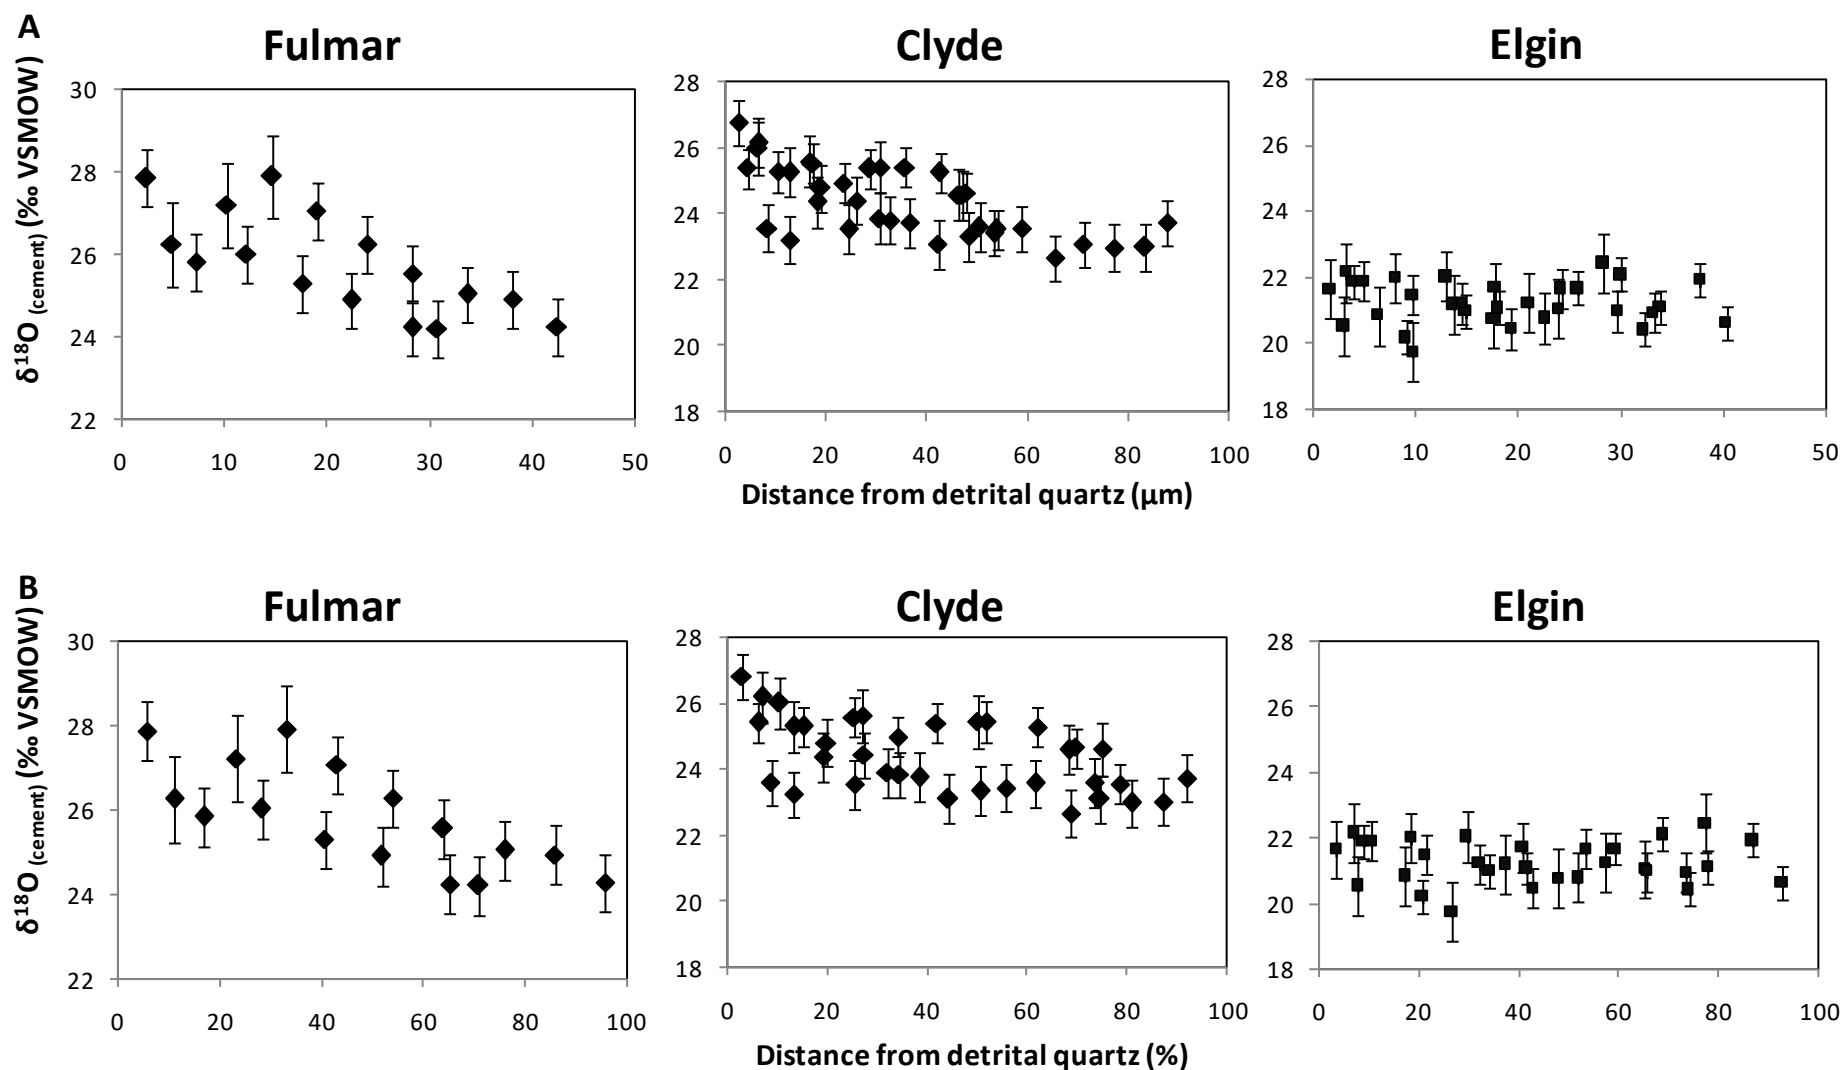 A
Fulmar Clyde Elgin
δ¹⁸O (cement) (‰ VSMOW)
30
28
26
24
22
0 10 20 30 40 50
28
26
24
22
20
18
0 20 40 60 80 100
28
26
24
22
20
18
0 10 20 30 40 50
Distance from detrital quartz (µm)
B
Fulmar Clyde Elgin
δ¹⁸O (cement) (‰ VSMOW)
30
28
26
24
22
0 20 40 60 80 100
28
26
24
22
20
18
0 20 40 60 80 100
28
26
24
22
20
18
0 20 40 60 80 100
Distance from detrital quartz (%)